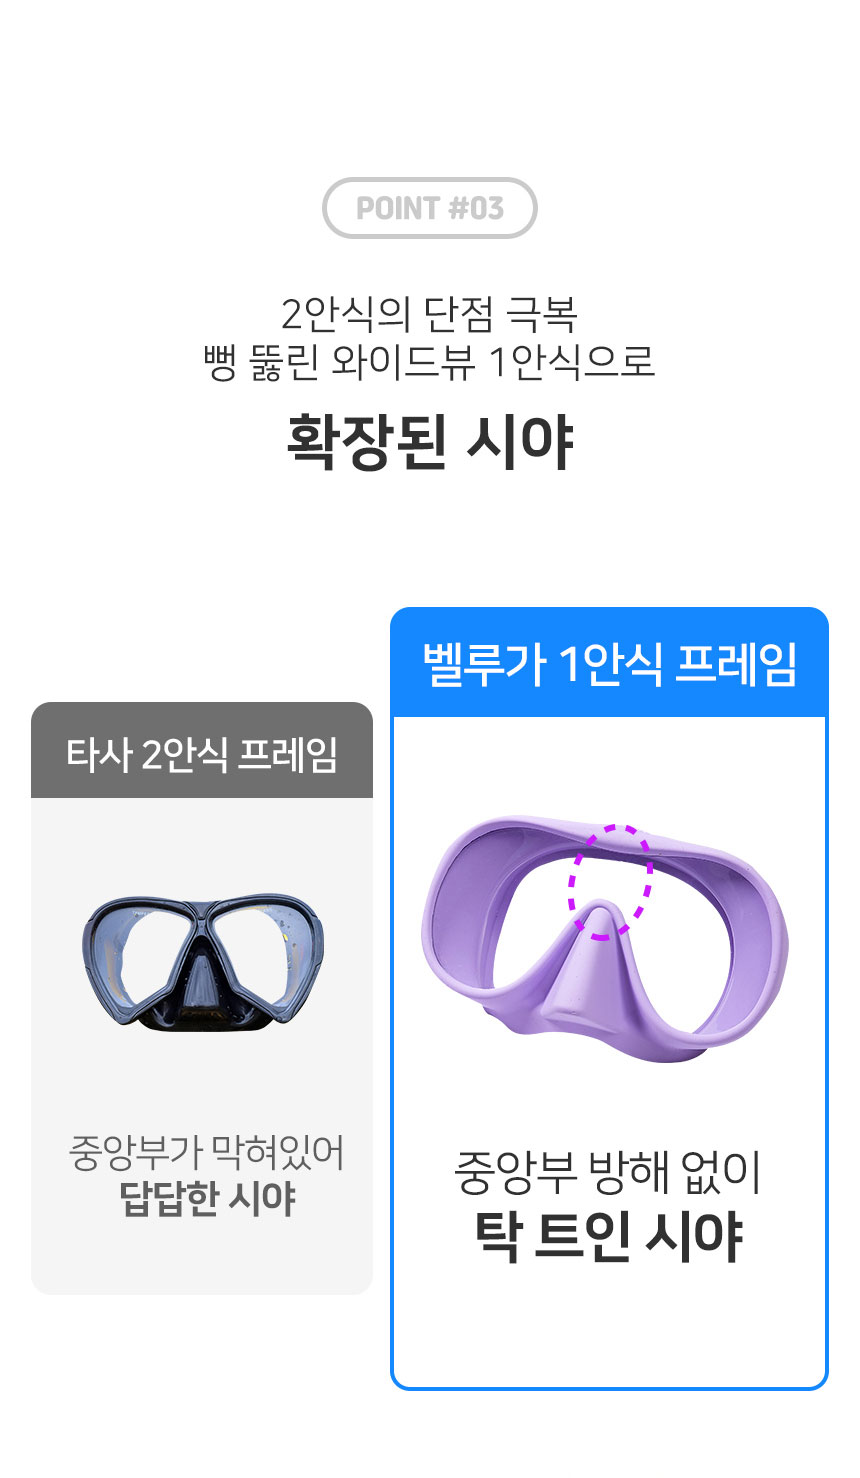 POINT #03
2안식의 단점 극복
뻥 뚫린 와이드뷰 1안식으로
확장된 시야
벨루가 1안식 프레임
타사 2안식 프레임
중앙부가 막혀있어
답답한 시야
중앙부 방해 없이
탁 트인 시야